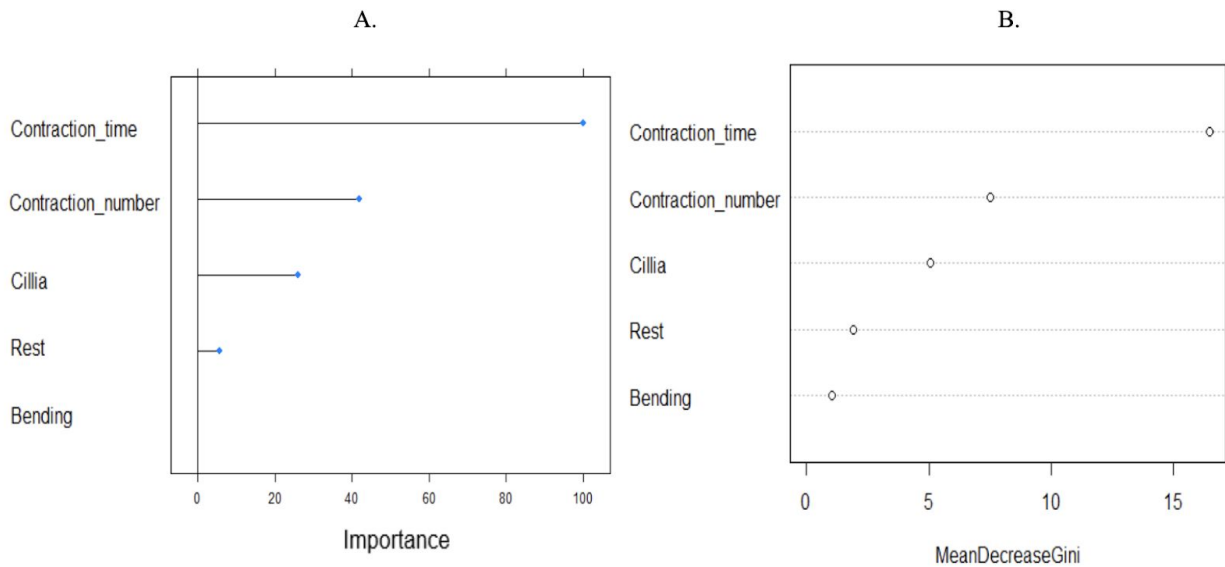 A.
Contraction_time
Contraction_number
Cillia
Rest
Bending
0 20 40 60 80 100
Importance
B.
Contraction_time
Contraction_number
Cillia
Rest
Bending
0 5 10 15
MeanDecreaseGini